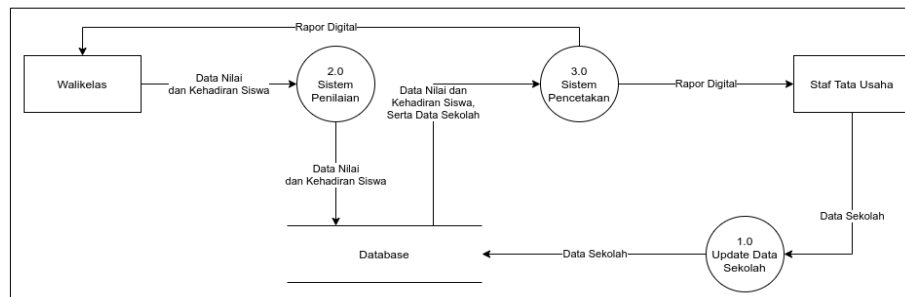 Rapor Digital
Walikelas
Data Nilai
dan Kehadiran Siswa
2.0
Sistem
Penilaian
Data Nilai dan
Kehadiran Siswa,
Serta Data Sekolah
3.0
Sistem
Pencetakan
Rapor Digital
Staf Tata Usaha
Data Nilai
dan Kehadiran Siswa
Data Sekolah
Database
Data Sekolah
1.0
Update Data
Sekolah